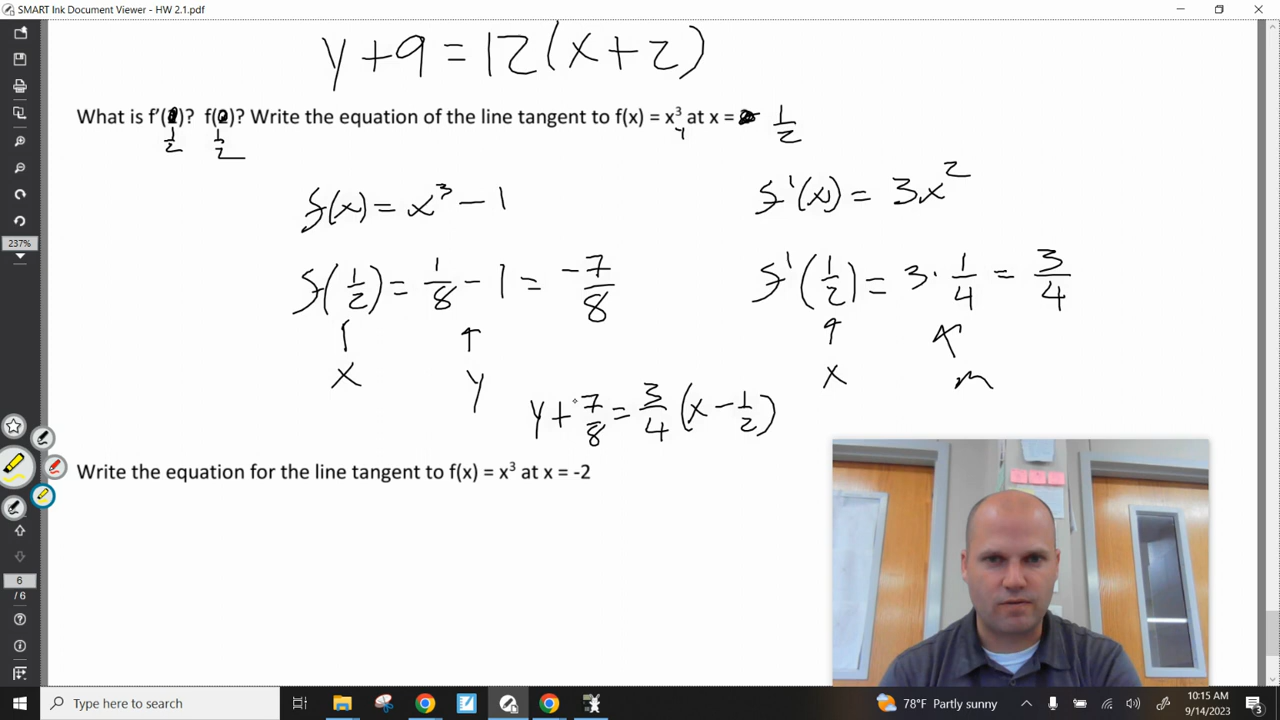 SMART Ink Document Viewer - HW 2.1.pdf
y + 9 = 12(x + 2)
What is f'( )? f( )? Write the equation of the line tangent to f(x) = x³ at x = 1/2
1/2 1/2
f(x) = x³ - 1
f'(x) = 3x²
f(1/2) = 1/8 - 1 = -7/8
f'(1/2) = 3 · 1/4 = 3/4
x y
x m
y + 7/8 = 3/4 (x - 1/2)
Write the equation for the line tangent to f(x) = x³ at x = -2
237%
6
/ 6
Type here to search
78°F Partly sunny
10:15 AM
9/14/2023
3